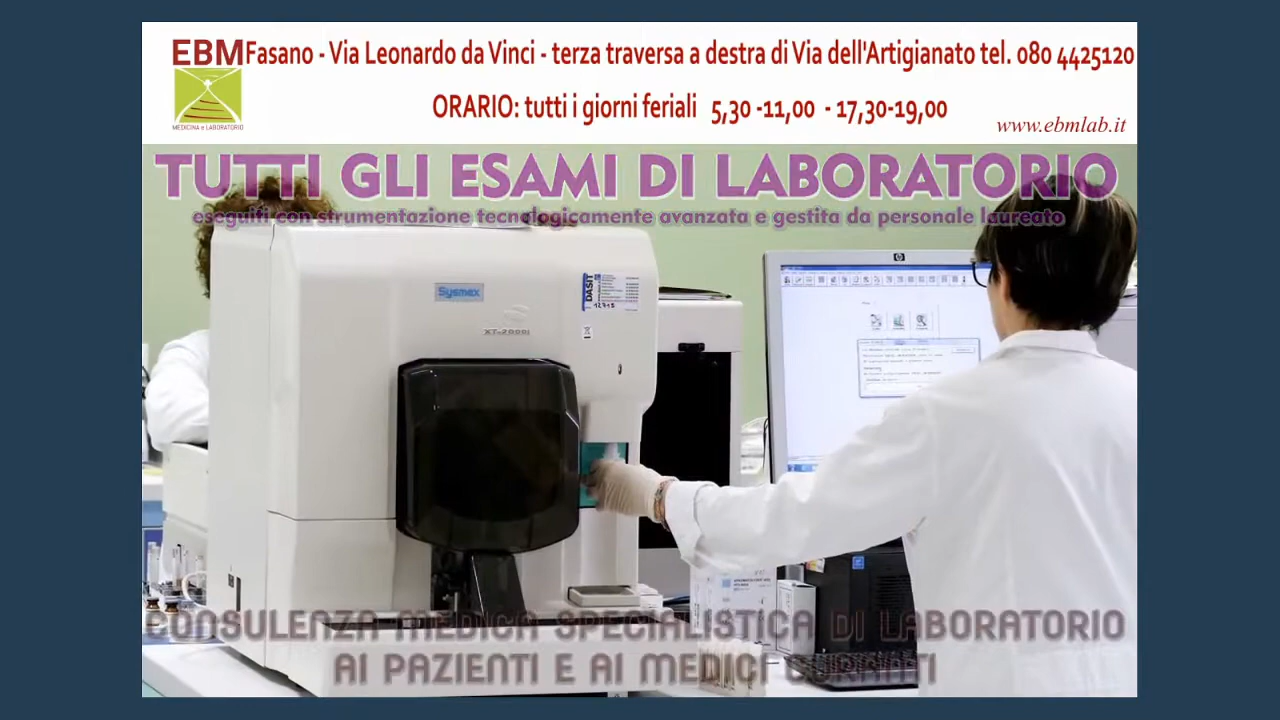 EBM Fasano - Via Leonardo da Vinci - terza traversa a destra di Via dell'Artigianato tel. 080 4425120
MEDICINA e LABORATORIO
ORARIO: tutti i giorni feriali 5,30 -11,00 - 17,30-19,00
www.ebmlab.it
TUTTI GLI ESAMI DI LABORATORIO
eseguiti con strumentazione tecnologicamente avanzata e gestita da personale laureato
Sysmex
DASIT
12715
XT-2000i
hp
CONSULENZA MEDICA SPECIALISTICA DI LABORATORIO
AI PAZIENTI E AI MEDICI CURANTI